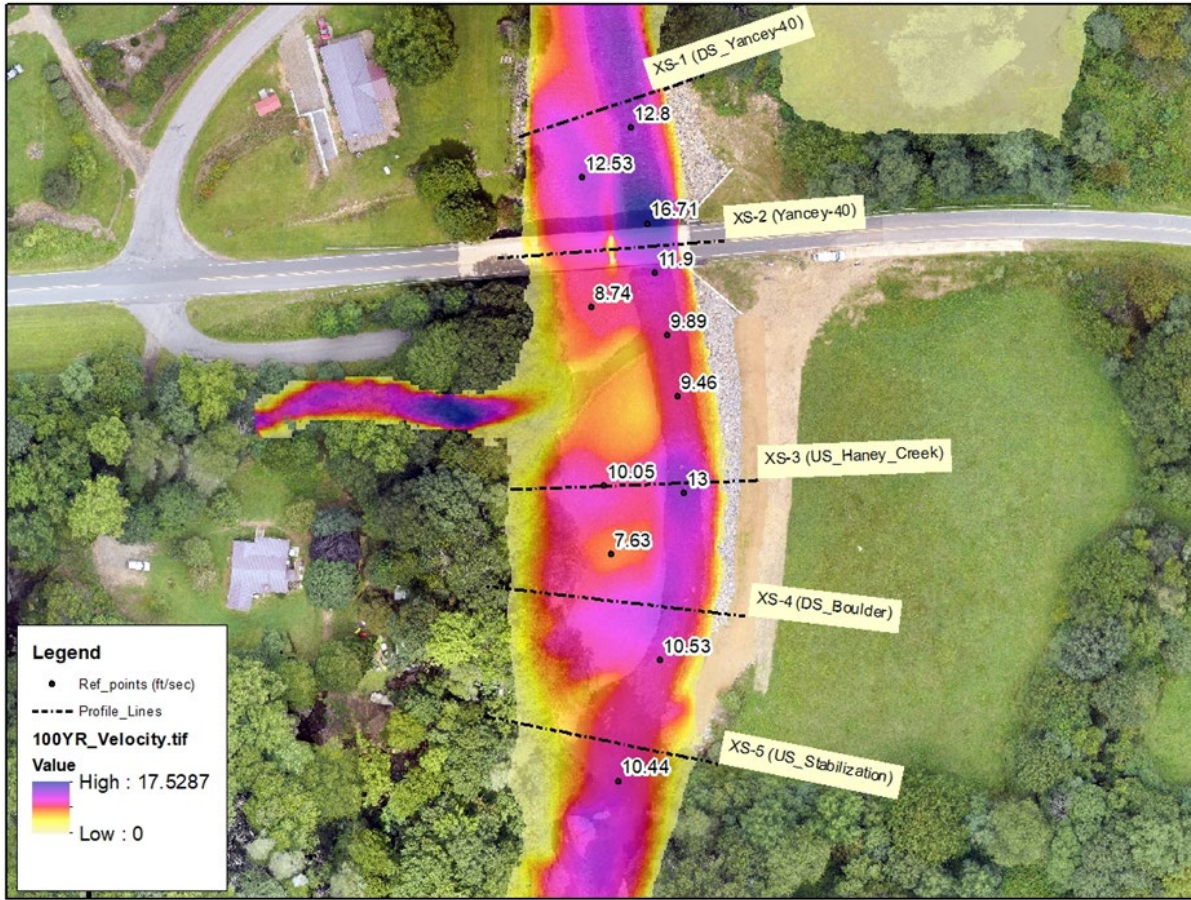 XS-1 (DS_Yancey-40)
12.8
12.53
16.71
XS-2 (Yancey-40)
11.9
8.74
9.89
9.46
XS-3 (US_Haney_Creek)
10.05
13
7.63
XS-4 (DS_Boulder)
10.53
XS-5 (US_Stabilization)
10.44
Legend
Ref_points (ft/sec)
Profile_Lines
100YR_Velocity.tif
Value
High : 17.5287
Low : 0